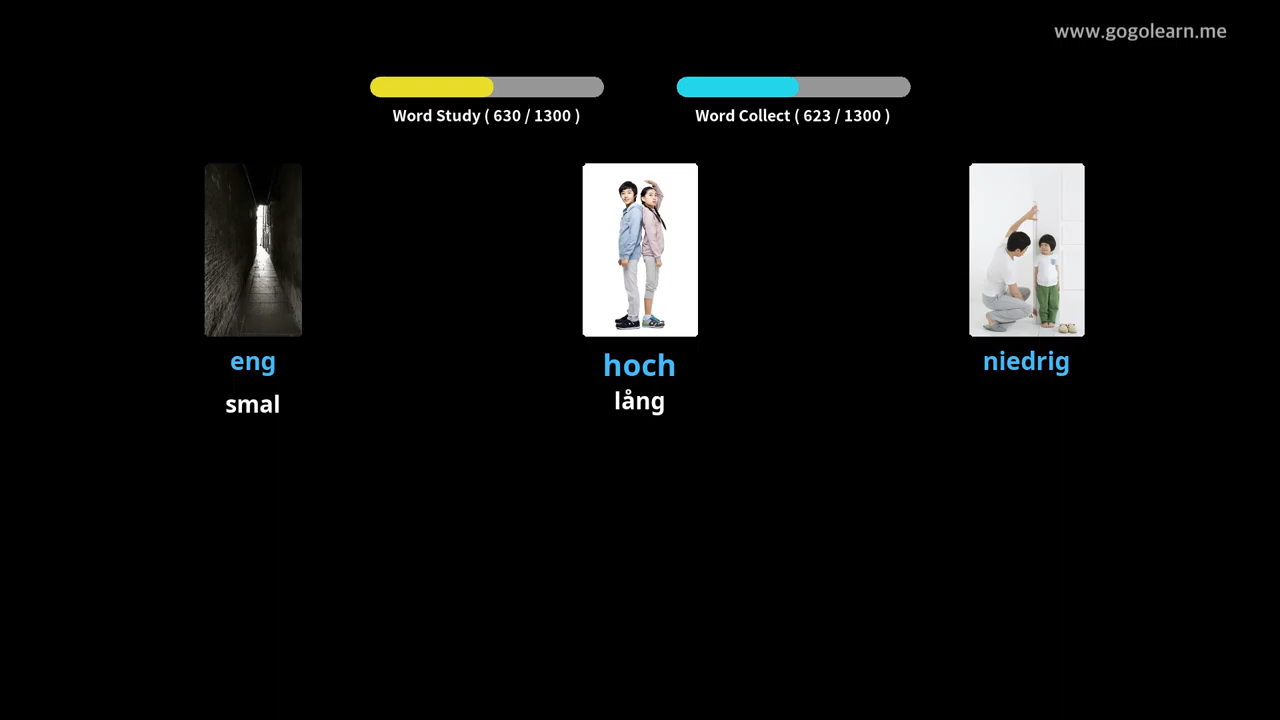 www.gogolearn.me
Word Study ( 630 / 1300 )
Word Collect ( 623 / 1300 )
eng
hoch
niedrig
smal
lång